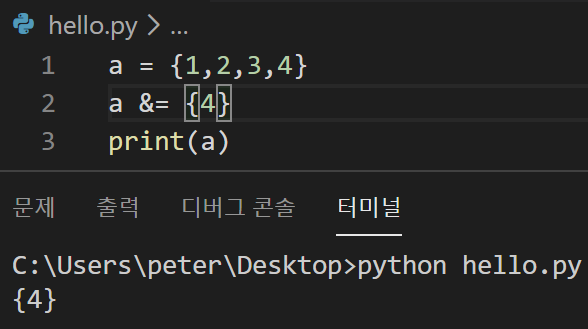 hello.py > ...
1 a = {1,2,3,4}
2 a &= {4}
3 print(a)
문제 출력 디버그 콘솔 터미널
C:\Users\peter\Desktop>python hello.py
{4}